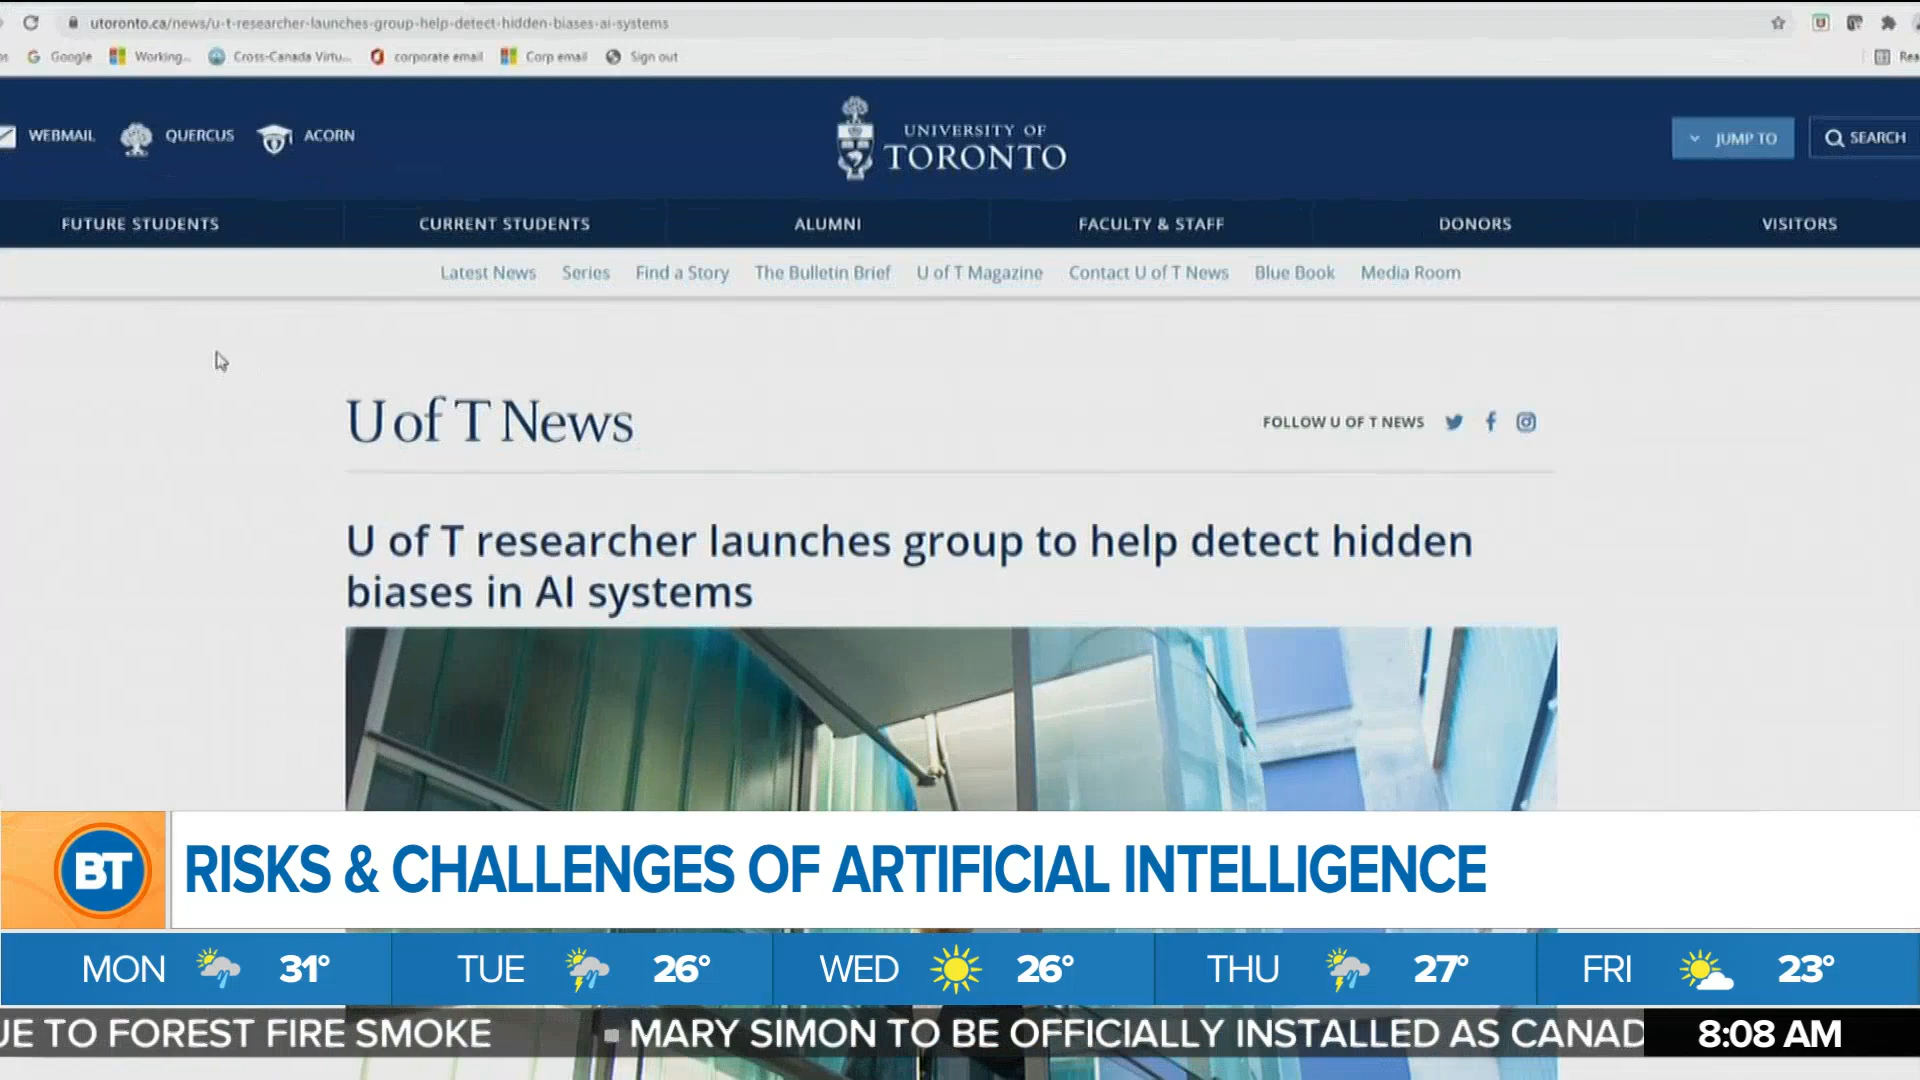 utoronto.ca/news/u-t-researcher-launches-group-help-detect-hidden-biases-ai-systems
Google Working... Cross-Canada Virtu... corporate email Corp email Sign out
WEBMAIL QUERCUS ACORN
UNIVERSITY OF
TORONTO
JUMP TO SEARCH
FUTURE STUDENTS CURRENT STUDENTS ALUMNI FACULTY & STAFF DONORS VISITORS
Latest News Series Find a Story The Bulletin Brief U of T Magazine Contact U of T News Blue Book Media Room
U of T News
FOLLOW U OF T NEWS
U of T researcher launches group to help detect hidden
biases in AI systems
BT RISKS & CHALLENGES OF ARTIFICIAL INTELLIGENCE
MON 31° TUE 26° WED 26° THU 27° FRI 23°
UE TO FOREST FIRE SMOKE MARY SIMON TO BE OFFICIALLY INSTALLED AS CANAD 8:08 AM